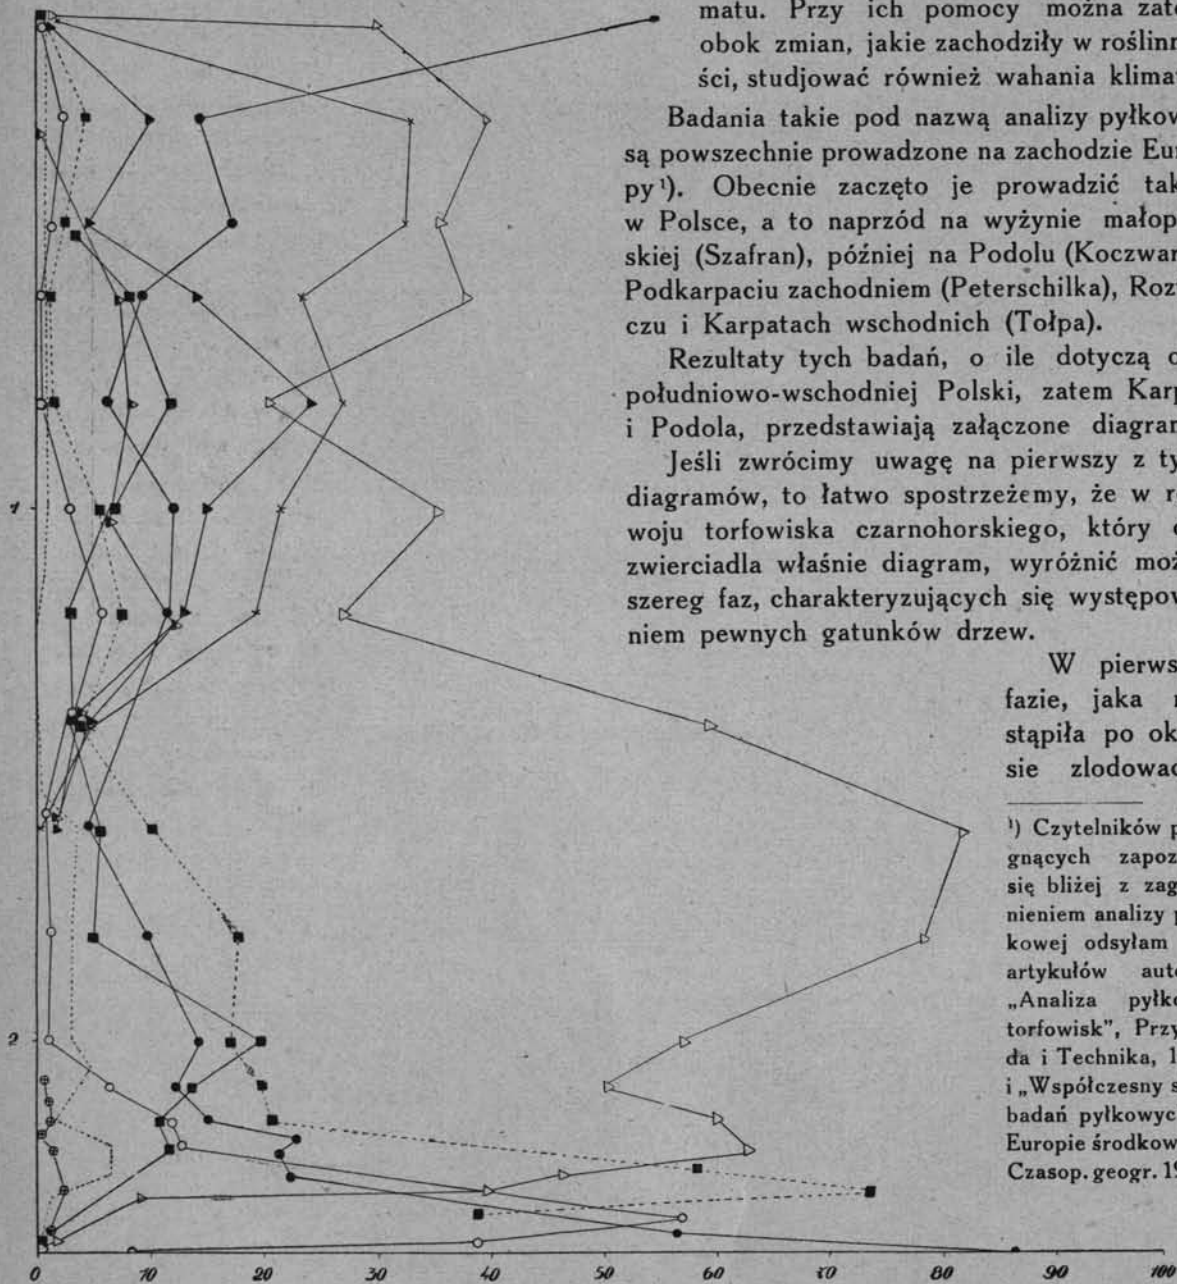 matu. Przy ich pomocy można zate
obok zmian, jakie zachodziły w roślinn
ści, studjować również wahania klimat
Badania takie pod nazwą analizy pyłkow
są powszechnie prowadzone na zachodzie Eur
py¹). Obecnie zaczęto je prowadzić tak
w Polsce, a to naprzód na wyżynie małop
skiej (Szafran), później na Podolu (Koczwar
Podkarpaciu zachodniem (Peterschilka), Rozt
czu i Karpatach wschodnich (Tołpa).
Rezultaty tych badań, o ile dotyczą c
południowo-wschodniej Polski, zatem Karp
i Podola, przedstawiają załączone diagram
Jeśli zwrócimy uwagę na pierwszy z ty
diagramów, to łatwo spostrzeżemy, że w r
woju torfowiska czarnohorskiego, który o
zwierciadla właśnie diagram, wyróżnić moż
szereg faz, charakteryzujących się występow
niem pewnych gatunków drzew.
W pierws
fazie, jaka n
stąpiła po ok
sie zlodowac
¹) Czytelników p
gnących zapoz
się bliżej z zag
nieniem analizy p
kowej odsyłam
artykułów auto
„Analiza pyłko
torfowisk”, Przy
da i Technika, 1
i „Współczesny s
badań pyłkowyc
Europie środkow
Czasop. geogr. 19
1
2
0 10 20 30 40 50 60 70 80 90 100